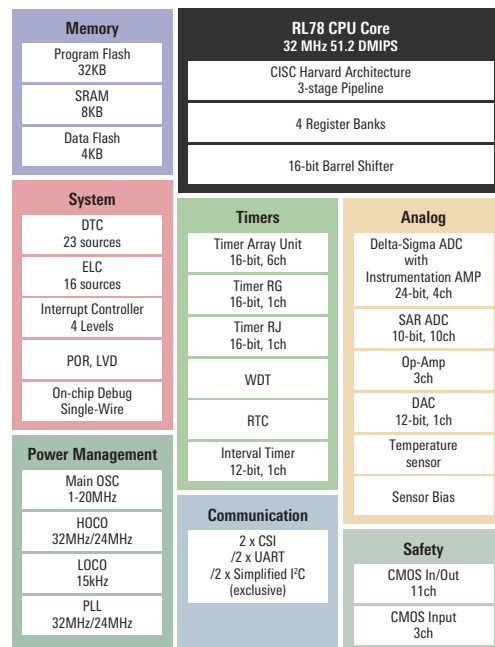 Memory
Program Flash
32KB
SRAM
8KB
Data Flash
4KB
RL78 CPU Core
32 MHz 51.2 DMIPS
CISC Harvard Architecture
3-stage Pipeline
4 Register Banks
16-bit Barrel Shifter
System
DTC
23 sources
ELC
16 sources
Interrupt Controller
4 Levels
POR, LVD
On-chip Debug
Single-Wire
Timers
Timer Array Unit
16-bit, 6ch
Timer RG
16-bit, 1ch
Timer RJ
16-bit, 1ch
WDT
RTC
Interval Timer
12-bit, 1ch
Analog
Delta-Sigma ADC
with
Instrumentation AMP
24-bit, 4ch
SAR ADC
10-bit, 10ch
Op-Amp
3ch
DAC
12-bit, 1ch
Temperature
sensor
Sensor Bias
Power Management
Main OSC
1-20MHz
HOCO
32MHz/24MHz
LOCO
15kHz
PLL
32MHz/24MHz
Communication
2 x CSI
/2 x UART
/2 x Simplified I²C
(exclusive)
Safety
CMOS In/Out
11ch
CMOS Input
3ch